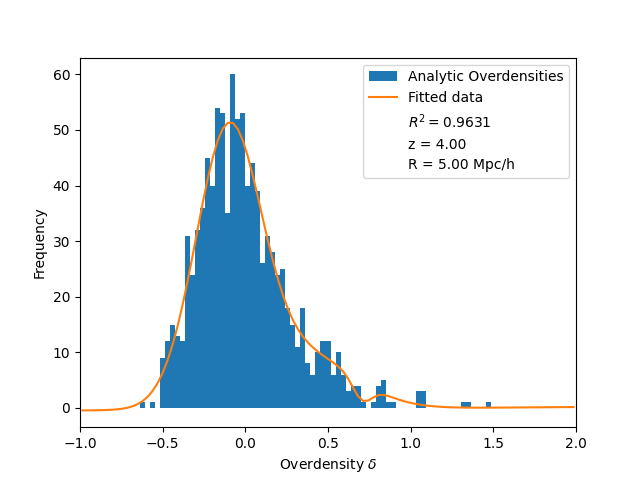 60
50
40
30
20
10
0
Frequency
−1.0
−0.5
0.0
0.5
1.0
1.5
2.0
Overdensity δ
Analytic Overdensities
Fitted data
R² = 0.9631
z = 4.00
R = 5.00 Mpc/h